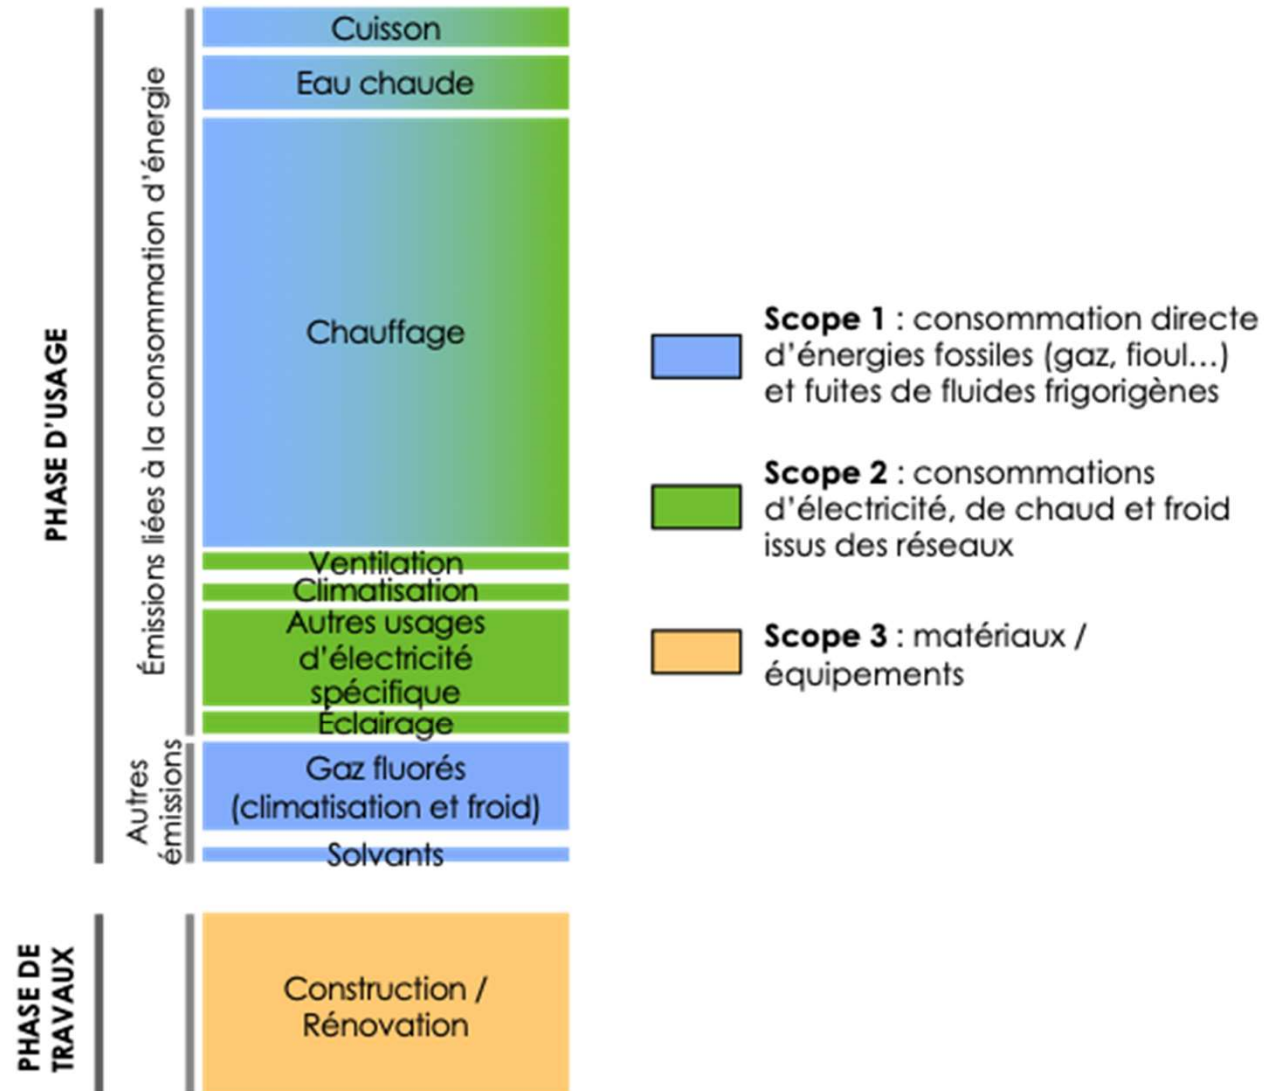 PHASE D'USAGE
Émissions liées à la consommation d'énergie
Cuisson
Eau chaude
Chauffage
Ventilation
Climatisation
Autres usages
d'électricité
spécifique
Éclairage
Autres
émissions
Gaz fluorés
(climatisation et froid)
Solvants
PHASE DE
TRAVAUX
Construction /
Rénovation
Scope 1 : consommation directe
d'énergies fossiles (gaz, fioul...)
et fuites de fluides frigorigènes
Scope 2 : consommations
d'électricité, de chaud et froid
issus des réseaux
Scope 3 : matériaux /
équipements